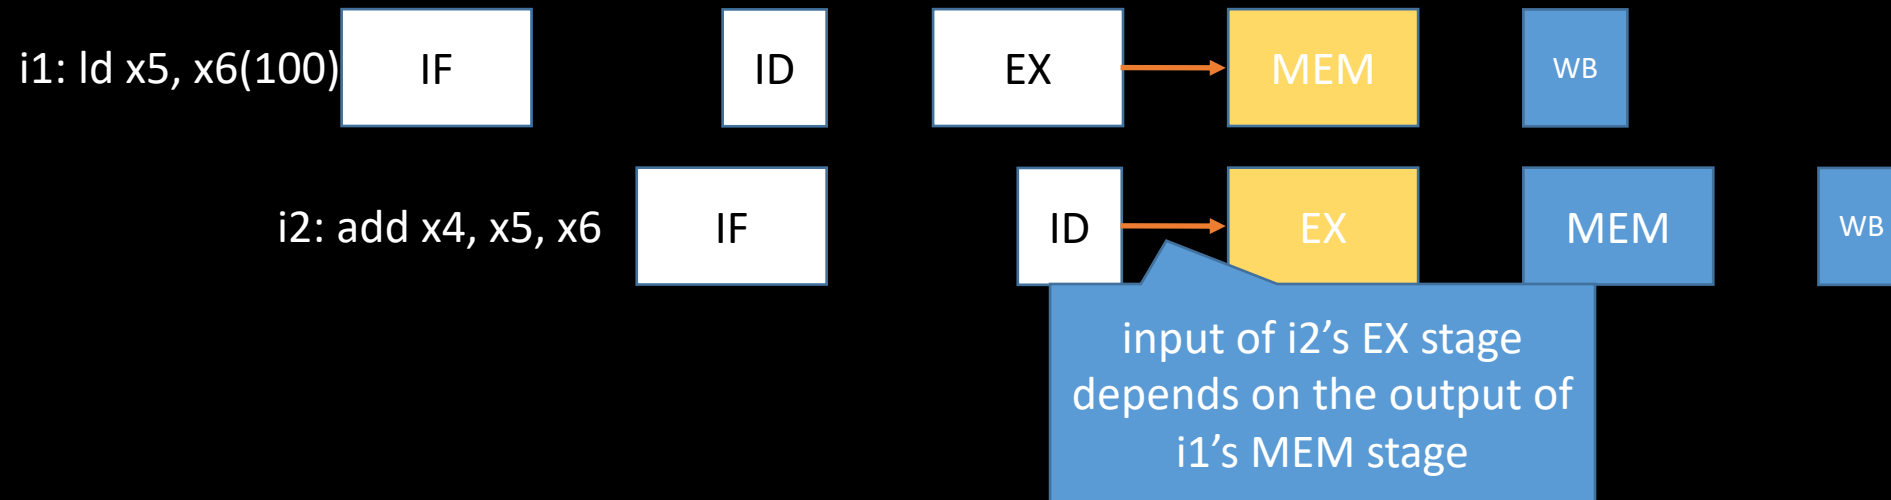 i1: ld x5, x6(100) IF ID EX MEM WB
i2: add x4, x5, x6 IF ID EX MEM WB
input of i2’s EX stage
depends on the output of
i1’s MEM stage